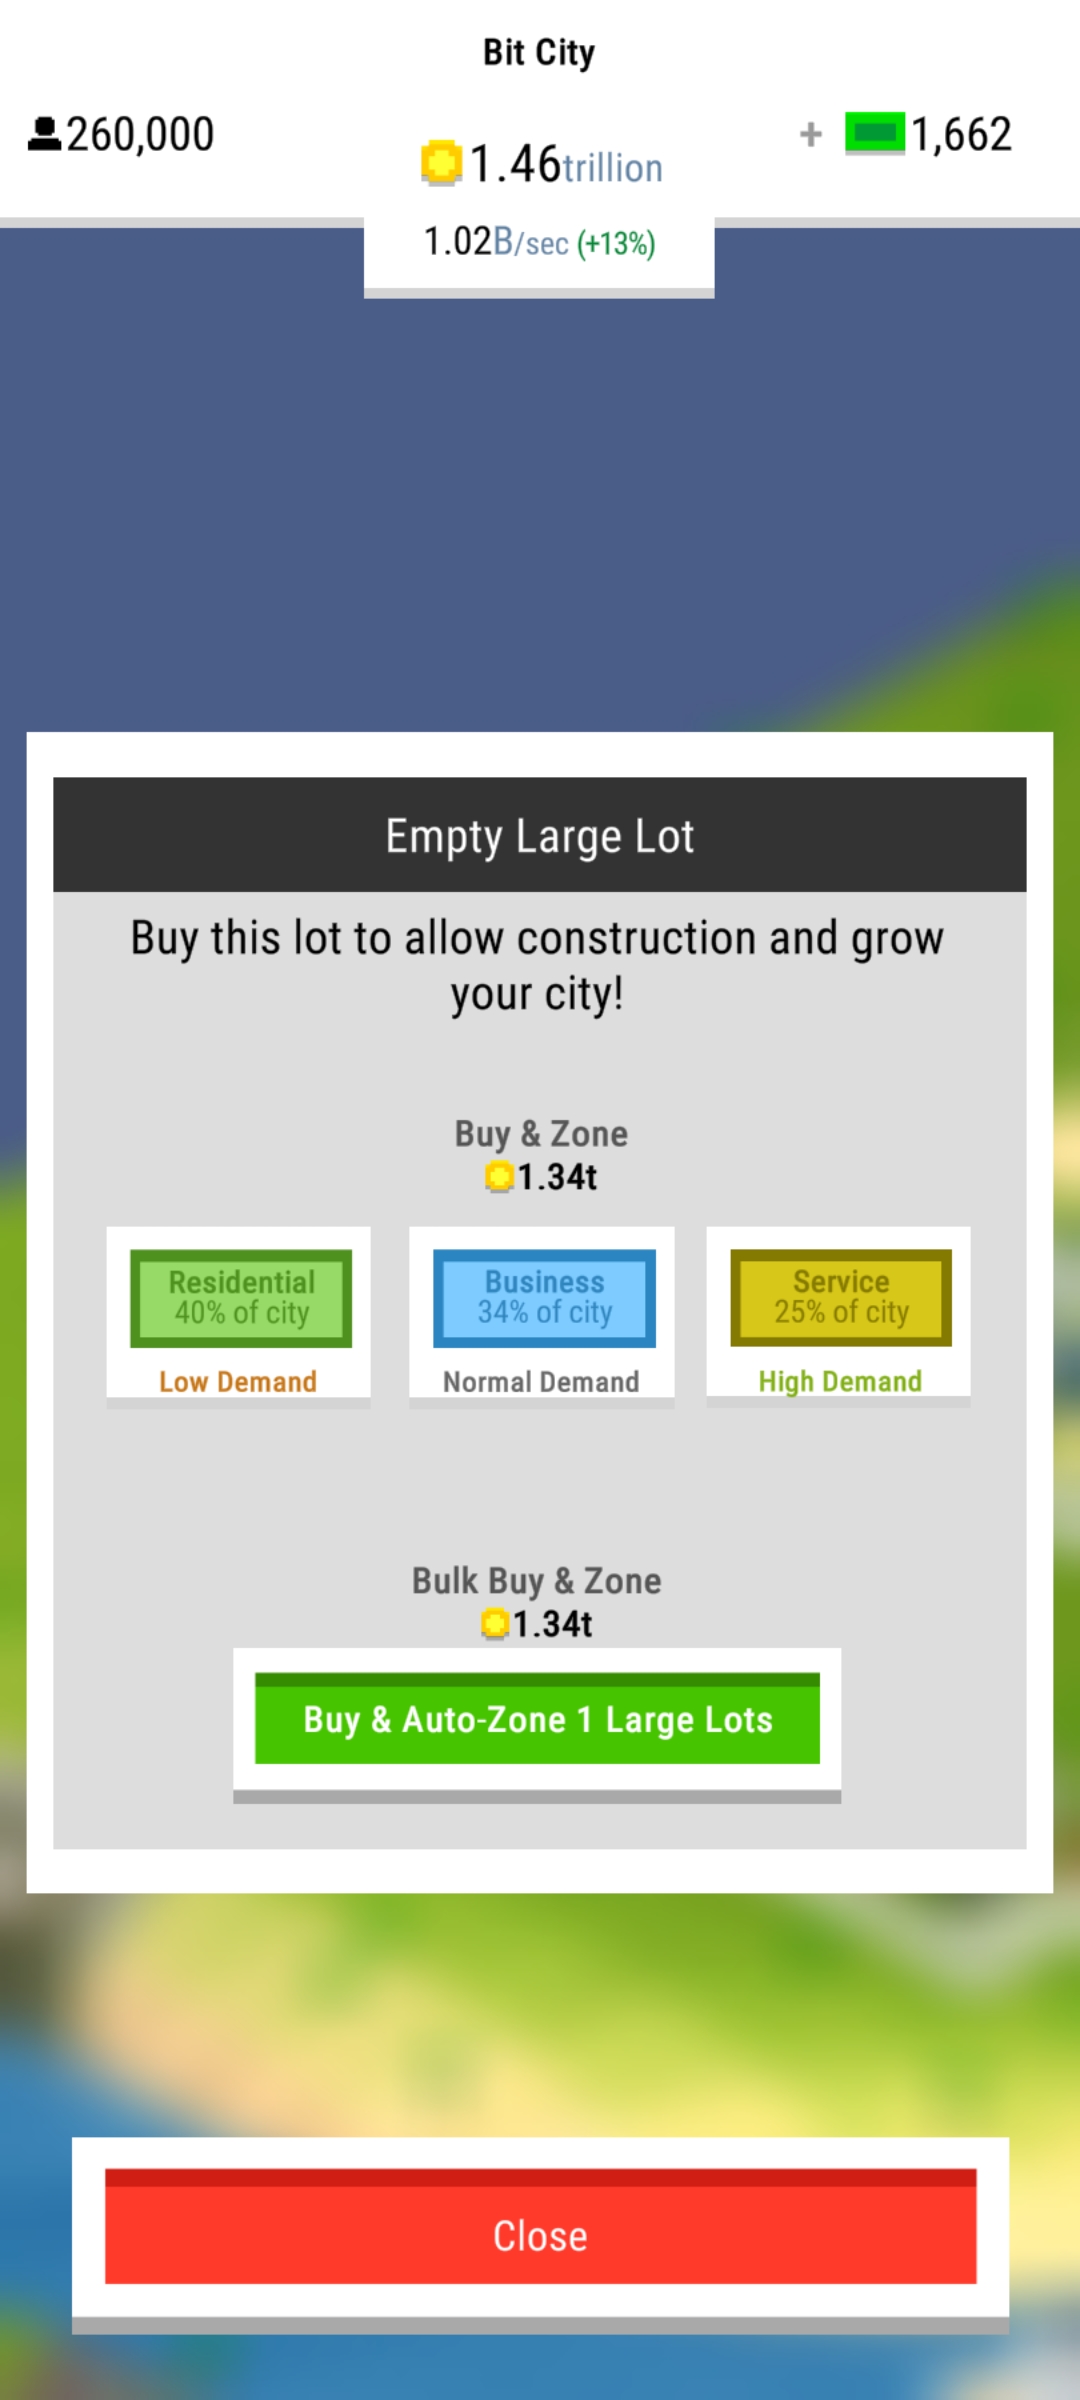 Bit City
260,000
1.46trillion
+ 1,662
1.02B/sec (+13%)
Empty Large Lot
Buy this lot to allow construction and grow
your city!
Buy & Zone
1.34t
Residential
40% of city
Low Demand
Business
34% of city
Normal Demand
Service
25% of city
High Demand
Bulk Buy & Zone
1.34t
Buy & Auto-Zone 1 Large Lots
Close